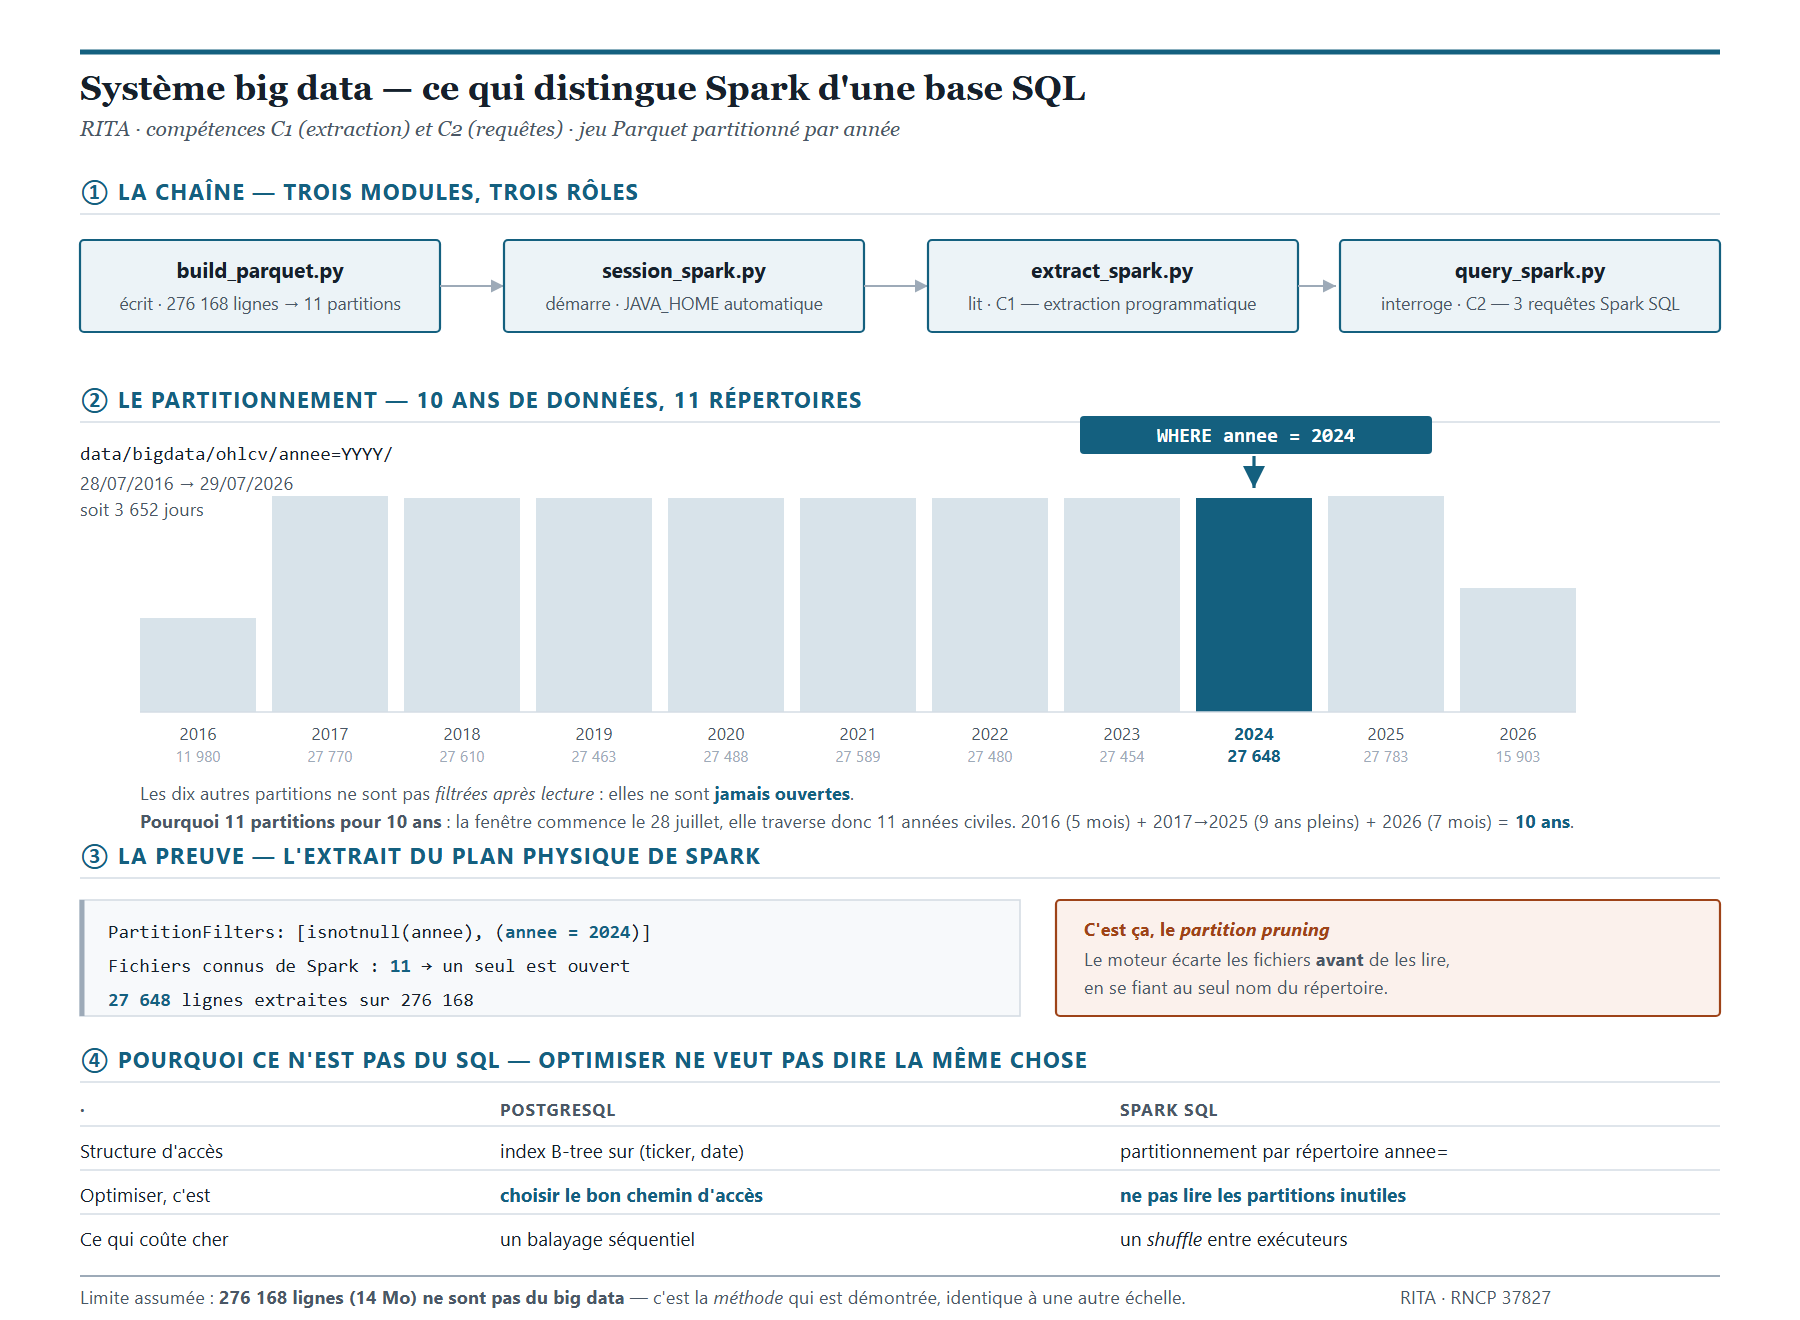 Système big data — ce qui distingue Spark d'une base SQL
RITA · compétences C1 (extraction) et C2 (requêtes) · jeu Parquet partitionné par année
① LA CHAÎNE — TROIS MODULES, TROIS RÔLES
build_parquet.py
écrit · 276 168 lignes → 11 partitions
session_spark.py
démarre · JAVA_HOME automatique
extract_spark.py
lit · C1 — extraction programmatique
query_spark.py
interroge · C2 — 3 requêtes Spark SQL
② LE PARTITIONNEMENT — 10 ANS DE DONNÉES, 11 RÉPERTOIRES
WHERE annee = 2024
data/bigdata/ohlcv/annee=YYYY/
28/07/2016 → 29/07/2026
soit 3 652 jours
2016 2017 2018 2019 2020 2021 2022 2023 2024 2025 2026
11 980 27 770 27 610 27 463 27 488 27 589 27 480 27 454 27 648 27 783 15 903
Les dix autres partitions ne sont pas filtrées après lecture : elles ne sont jamais ouvertes.
Pourquoi 11 partitions pour 10 ans : la fenêtre commence le 28 juillet, elle traverse donc 11 années civiles. 2016 (5 mois) + 2017→2025 (9 ans pleins) + 2026 (7 mois) = 10 ans.
③ LA PREUVE — L'EXTRAIT DU PLAN PHYSIQUE DE SPARK
PartitionFilters: [isnotnull(annee), (annee = 2024)]
Fichiers connus de Spark : 11 → un seul est ouvert
27 648 lignes extraites sur 276 168
C'est ça, le partition pruning
Le moteur écarte les fichiers avant de les lire,
en se fiant au seul nom du répertoire.
④ POURQUOI CE N'EST PAS DU SQL — OPTIMISER NE VEUT PAS DIRE LA MÊME CHOSE
· POSTGRESQL SPARK SQL
Structure d'accès index B-tree sur (ticker, date) partitionnement par répertoire annee=
Optimiser, c'est choisir le bon chemin d'accès ne pas lire les partitions inutiles
Ce qui coûte cher un balayage séquentiel un shuffle entre exécuteurs
Limite assumée : 276 168 lignes (14 Mo) ne sont pas du big data — c'est la méthode qui est démontrée, identique à une autre échelle. RITA · RNCP 37827